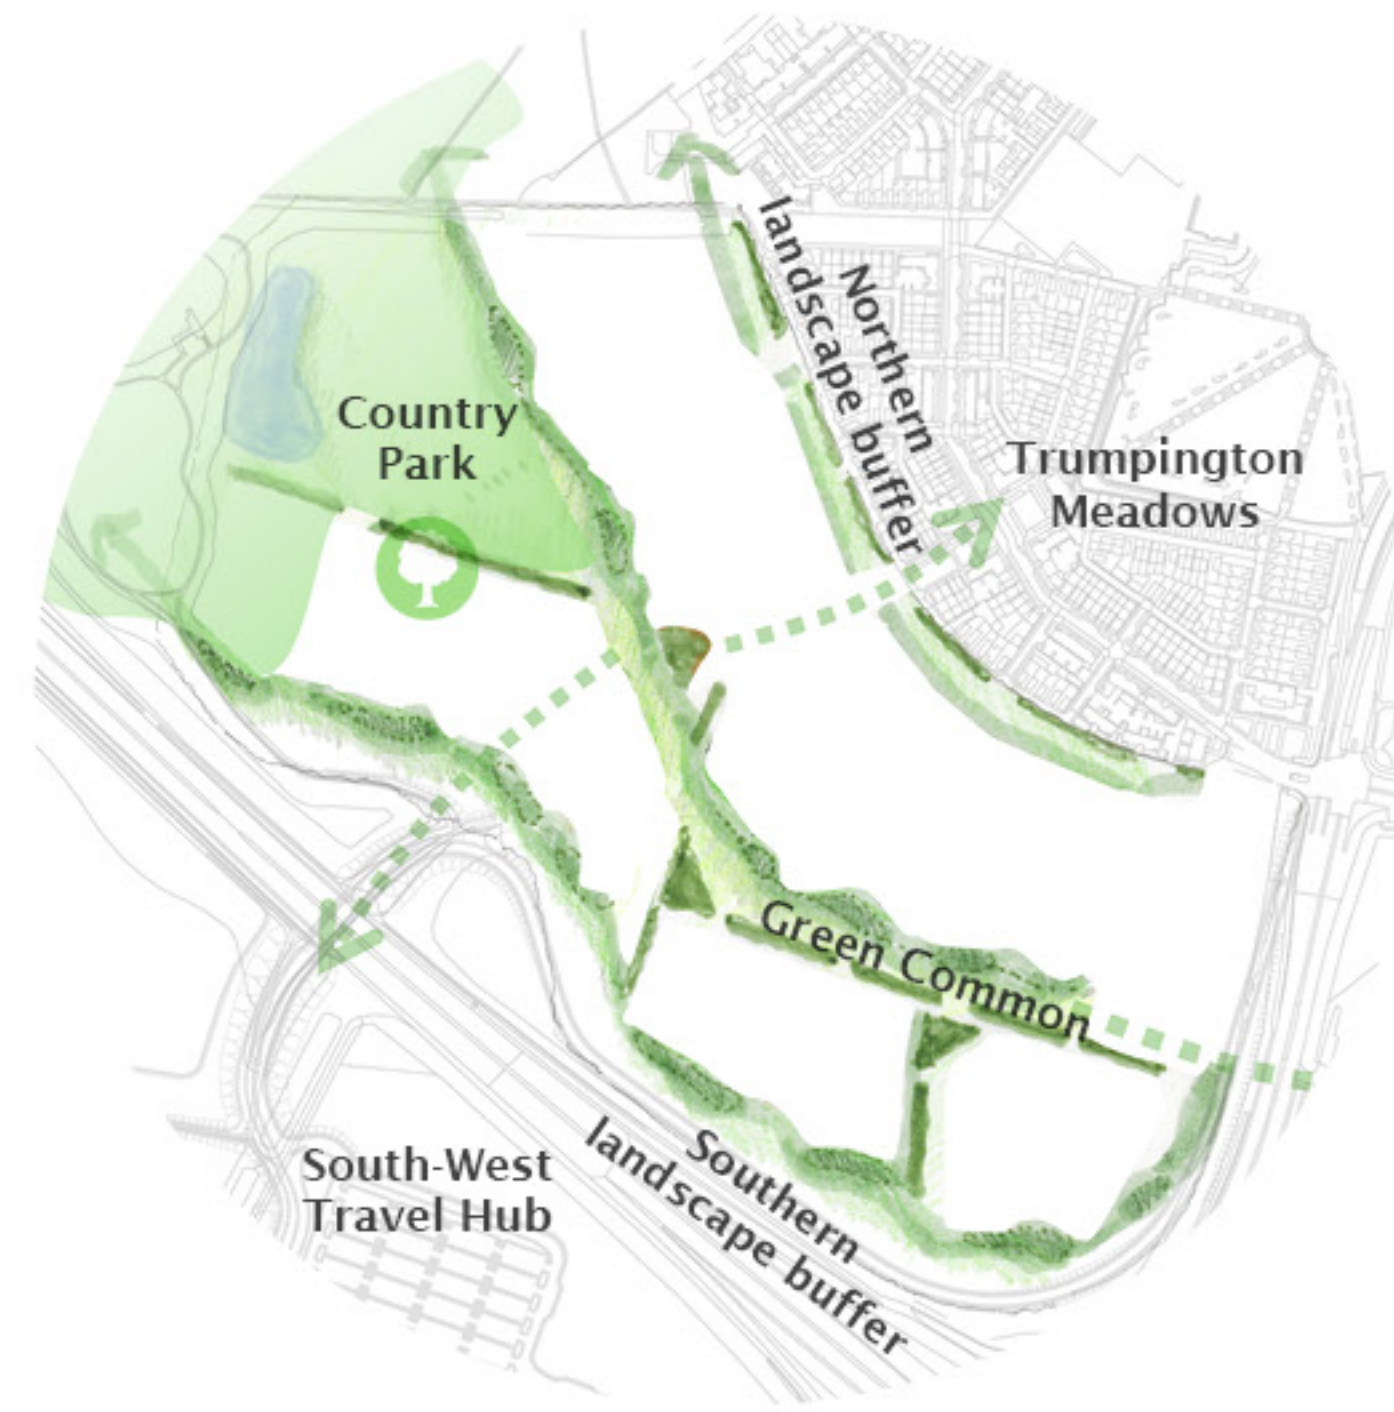 Northern
landscape buffer
Country
Park
Trumpington
Meadows
Green Common
South-West
Travel Hub
Southern
landscape buffer